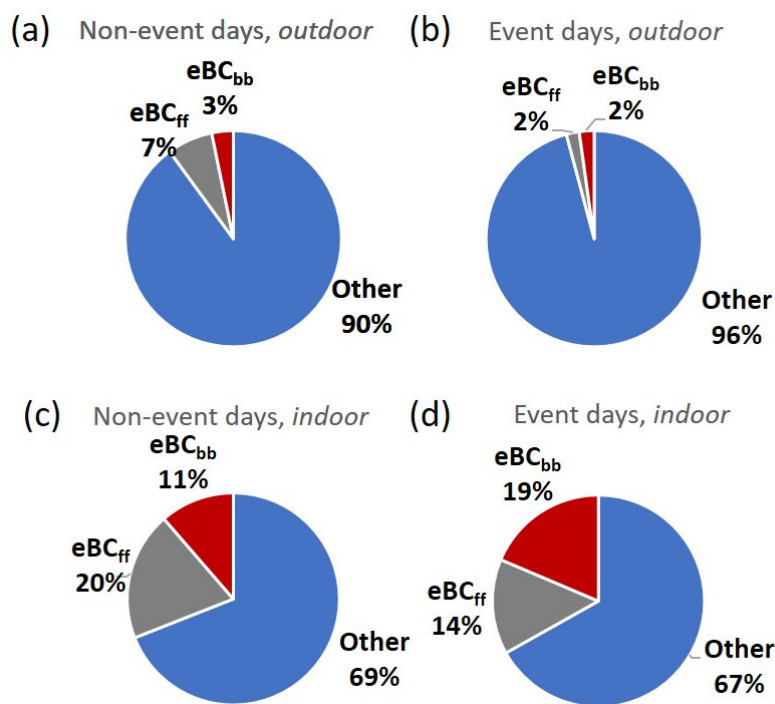 (a) Non-event days, outdoor
eBCbb
3%
eBCff
7%
Other
90%
(b) Event days, outdoor
eBCff
2%
eBCbb
2%
Other
96%
(c) Non-event days, indoor
eBCbb
11%
eBCff
20%
Other
69%
(d) Event days, indoor
eBCbb
19%
eBCff
14%
Other
67%